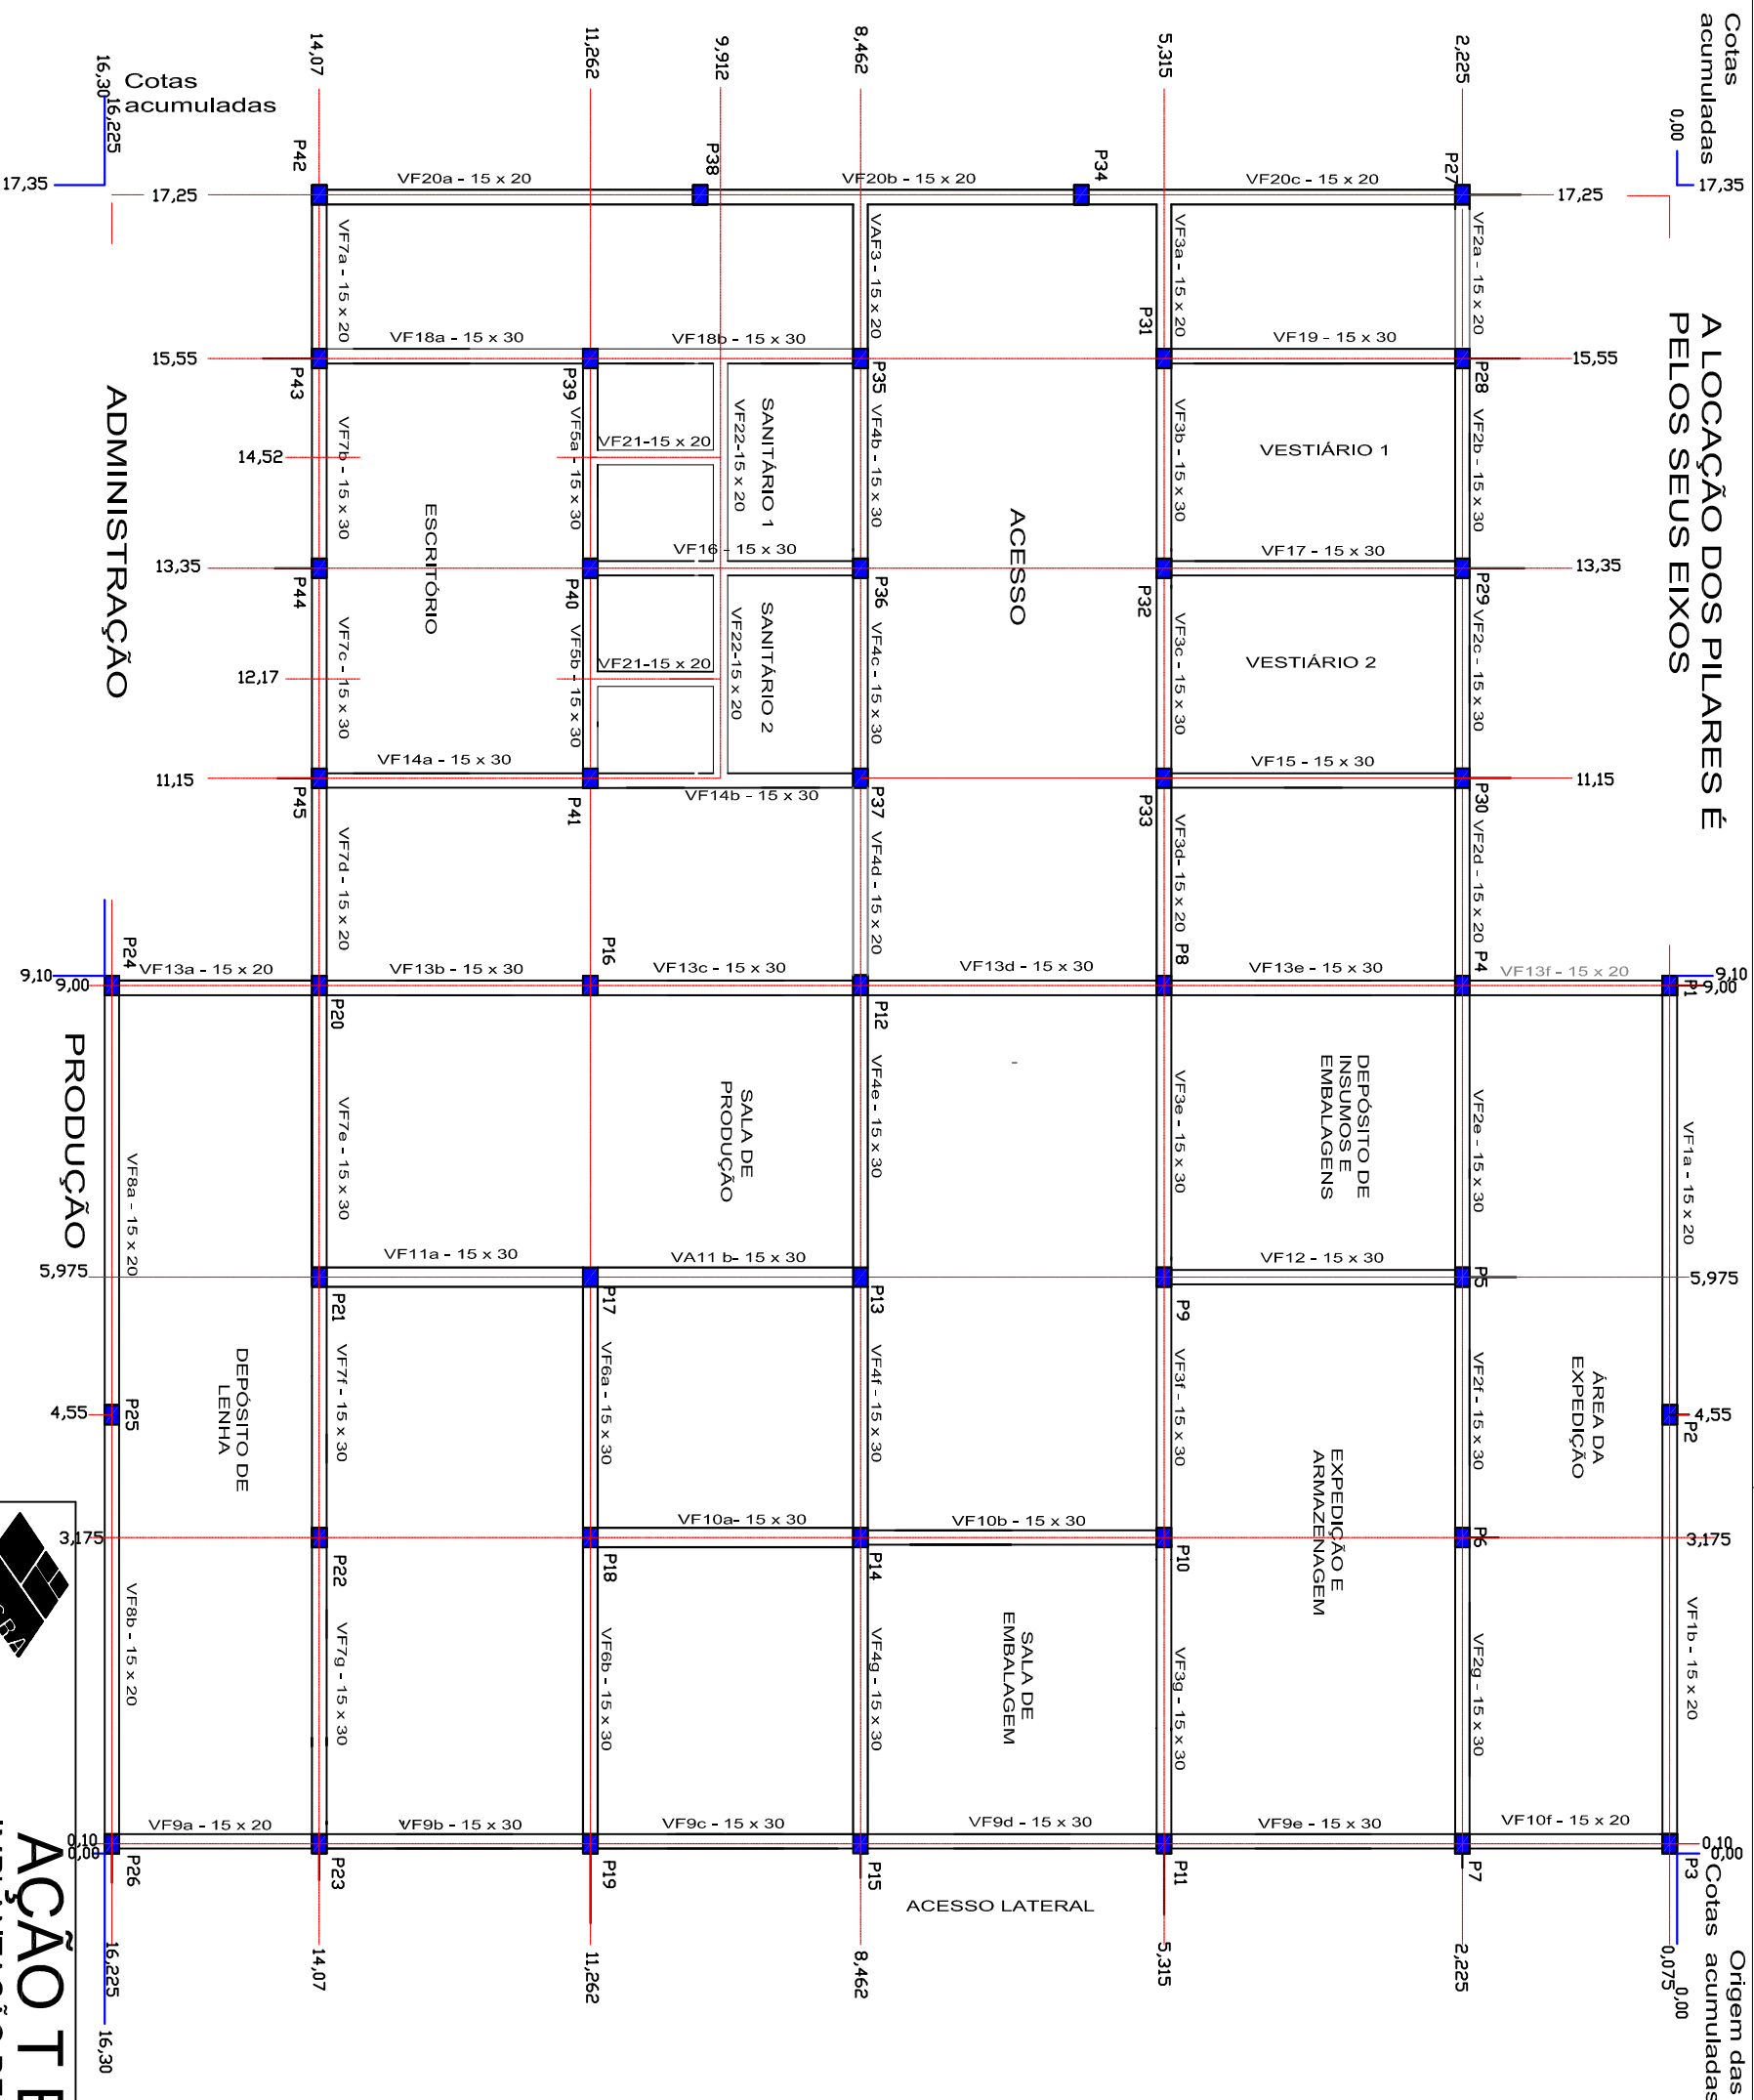 Cotas
acumuladas
0,00
17,35
2,225
5,315
8,462
9,912
11,262
14,07
Cotas
acumuladas
16,30
16,225
17,35
17,25
17,25
A LOCAÇÃO DOS PILARES É
PELOS SEUS EIXOS
P42
P38
P34
P27
VF20a - 15 x 20
VF20b - 15 x 20
VF20c - 15 x 20
VF7a - 15 x 20
VAF3 - 15 x 20
VF3a - 15 x 20
VF2a - 15 x 20
P31
VF18a - 15 x 30
VF18b - 15 x 30
VF19 - 15 x 30
15,55
15,55
P43
P39
P35
P28
ADMINISTRAÇÃO
VF7b - 15 x 30
VF5a - 15 x 30
VF21-15 x 20
VF22-15 x 20
SANITÁRIO 1
VF4b - 15 x 30
VF3b - 15 x 30
VESTIÁRIO 1
VF2b - 15 x 30
14,52
ESCRITÓRIO
ACESSO
VF16 - 15 x 30
VF17 - 15 x 30
13,35
13,35
P44
P40
P36
P32
P29
VF7c - 15 x 30
VF5b - 15 x 30
VF21-15 x 20
VF22-15 x 20
SANITÁRIO 2
VF4c - 15 x 30
VF3c - 15 x 30
VESTIÁRIO 2
VF2c - 15 x 30
12,17
VF14a - 15 x 30
VF14b - 15 x 30
VF15 - 15 x 30
11,15
11,15
P45
P41
P37
P33
P30
VF7d - 15 x 20
VF4d - 15 x 20
VF3d- 15 x 20
VF2d - 15 x 20
P24
P16
P8
P4
VF13a - 15 x 20
VF13b - 15 x 30
VF13c - 15 x 30
VF13d - 15 x 30
VF13e - 15 x 30
VF13f - 15 x 20
9,10
9,00
9,10
9,00
P1
P20
P12
PRODUÇÃO
VF8a - 15 x 20
VF7e - 15 x 30
SALA DE
PRODUÇÃO
VF4e - 15 x 30
-
VF3e - 15 x 30
DEPÓSITO DE
INSUMOS E
EMBALAGENS
VF2e - 15 x 30
VF1a - 15 x 20
VF11a - 15 x 30
VA11 b- 15 x 30
VF12 - 15 x 30
5,975
5,975
P21
P17
P13
P9
P5
DEPÓSITO DE
LENHA
VF7f - 15 x 30
VF6a - 15 x 30
VF4f - 15 x 30
VF3f - 15 x 30
VF2f - 15 x 30
ÁREA DA
EXPEDIÇÃO
4,55
P25
4,55
P2
EXPEDIÇÃO E
ARMAZENAGEM
VF10a- 15 x 30
VF10b - 15 x 30
3,175
3,175
P22
P18
P14
P10
P6
VF8b - 15 x 20
VF7g - 15 x 30
VF6b - 15 x 30
VF4g - 15 x 30
SALA DE
EMBALAGEM
VF3g - 15 x 30
VF2g - 15 x 30
VF1b - 15 x 20
VF9a - 15 x 20
VF9b - 15 x 30
VF9c - 15 x 30
VF9d - 15 x 30
VF9e - 15 x 30
VF10f - 15 x 20
0,10
0,00
0,10
0,00
P26
P23
P19
P15
P11
P7
P3
ACESSO LATERAL
16,225
16,30
14,07
11,262
8,462
5,315
2,225
0,075
0,00
Origem das
Cotas acumuladas
AÇÃO T